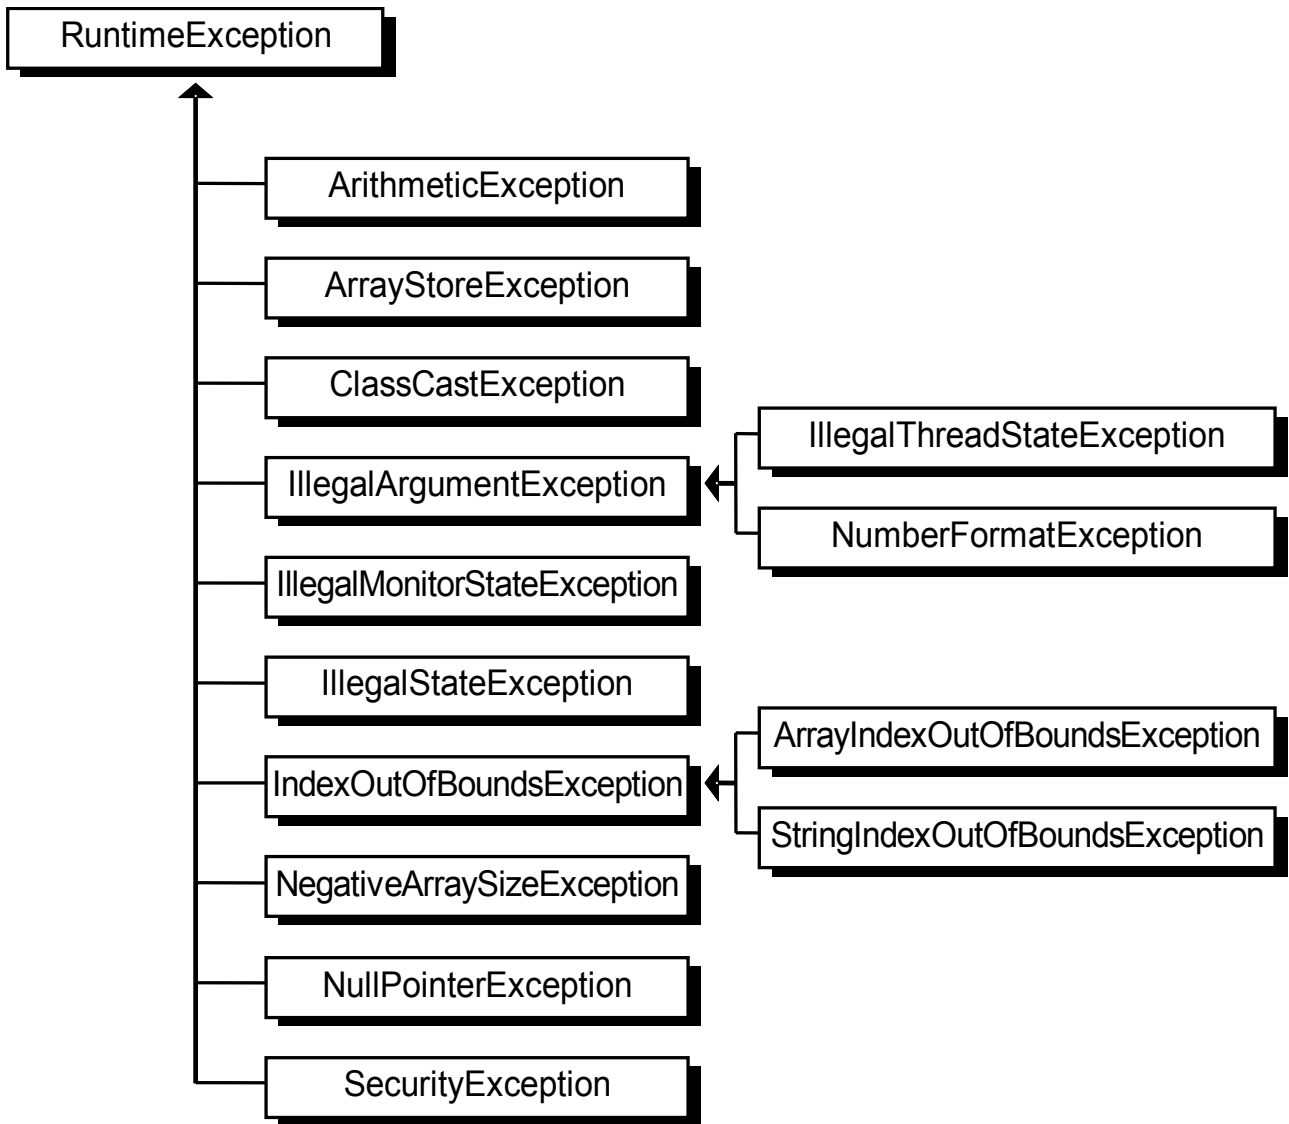 RuntimeException
ArithmeticException
ArrayStoreException
ClassCastException
IllegalArgumentException
IllegalThreadStateException
NumberFormatException
IllegalMonitorStateException
IllegalStateException
IndexOutOfBoundsException
ArrayIndexOutOfBoundsException
StringIndexOutOfBoundsException
NegativeArraySizeException
NullPointerException
SecurityException